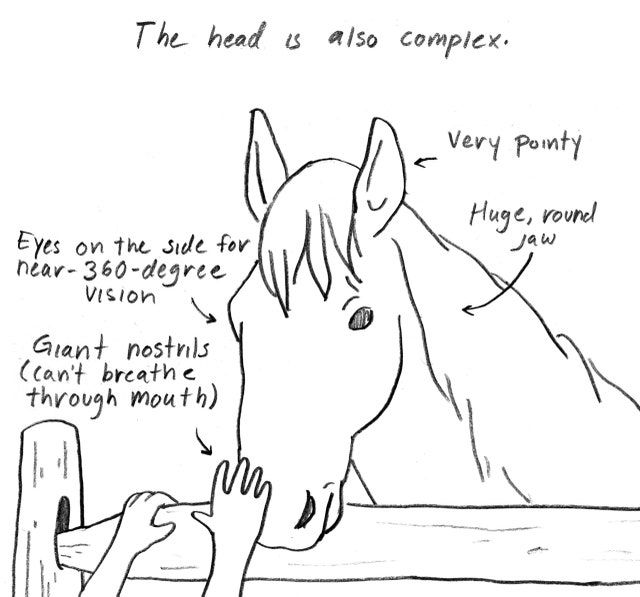 The head is also complex.
Very pointy
Huge, round
jaw
Eyes on the side for
near-360-degree
vision
Giant nostrils
(can't breathe
through mouth)